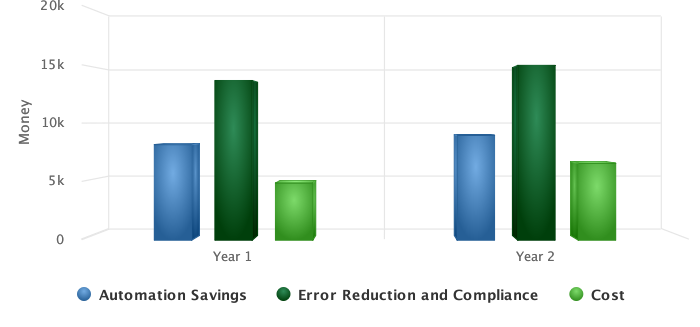 20k
15k
10k
5k
0
Money
Year 1
Year 2
Automation Savings
Error Reduction and Compliance
Cost